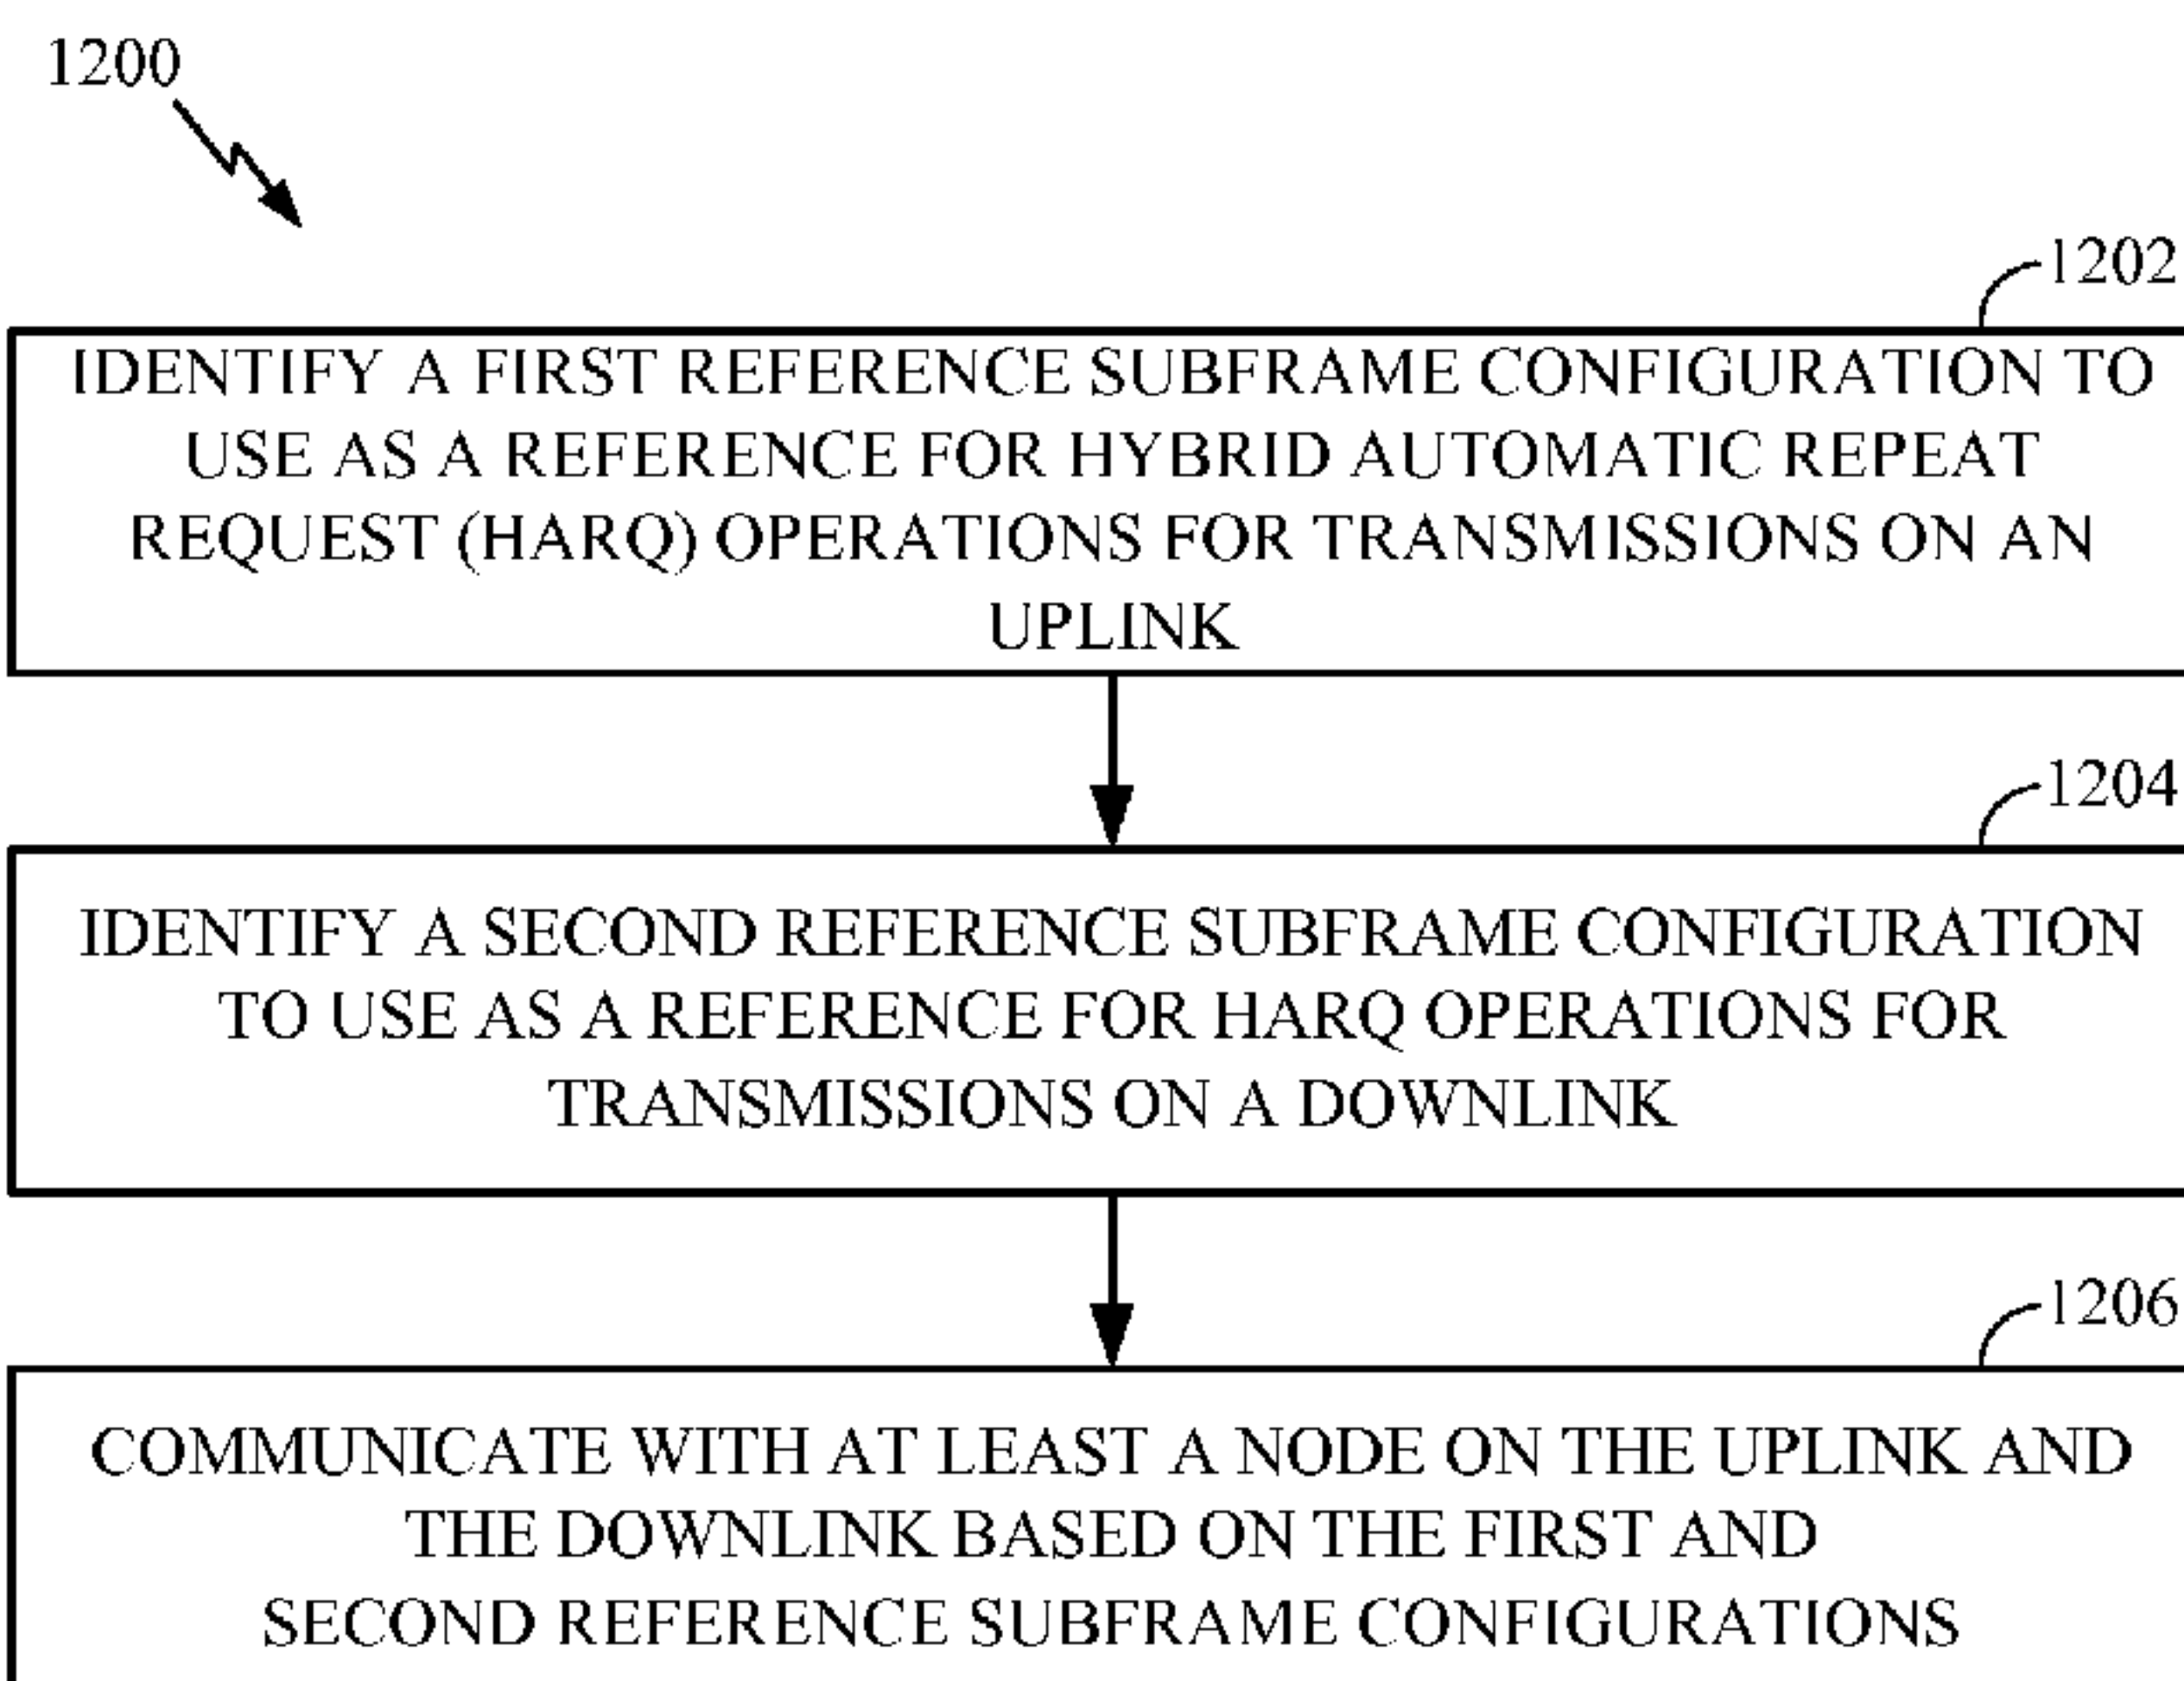 1200
1202
IDENTIFY A FIRST REFERENCE SUBFRAME CONFIGURATION TO
USE AS A REFERENCE FOR HYBRID AUTOMATIC REPEAT
REQUEST (HARQ) OPERATIONS FOR TRANSMISSIONS ON AN
UPLINK
1204
IDENTIFY A SECOND REFERENCE SUBFRAME CONFIGURATION
TO USE AS A REFERENCE FOR HARQ OPERATIONS FOR
TRANSMISSIONS ON A DOWNLINK
1206
COMMUNICATE WITH AT LEAST A NODE ON THE UPLINK AND
THE DOWNLINK BASED ON THE FIRST AND
SECOND REFERENCE SUBFRAME CONFIGURATIONS